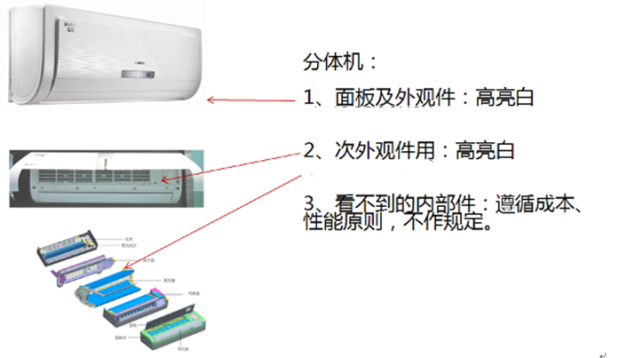 分体机：
1、面板及外观件：高亮白
2、次外观件用：高亮白
3、看不到的内部件：遵循成本、
性能原则，不作规定。